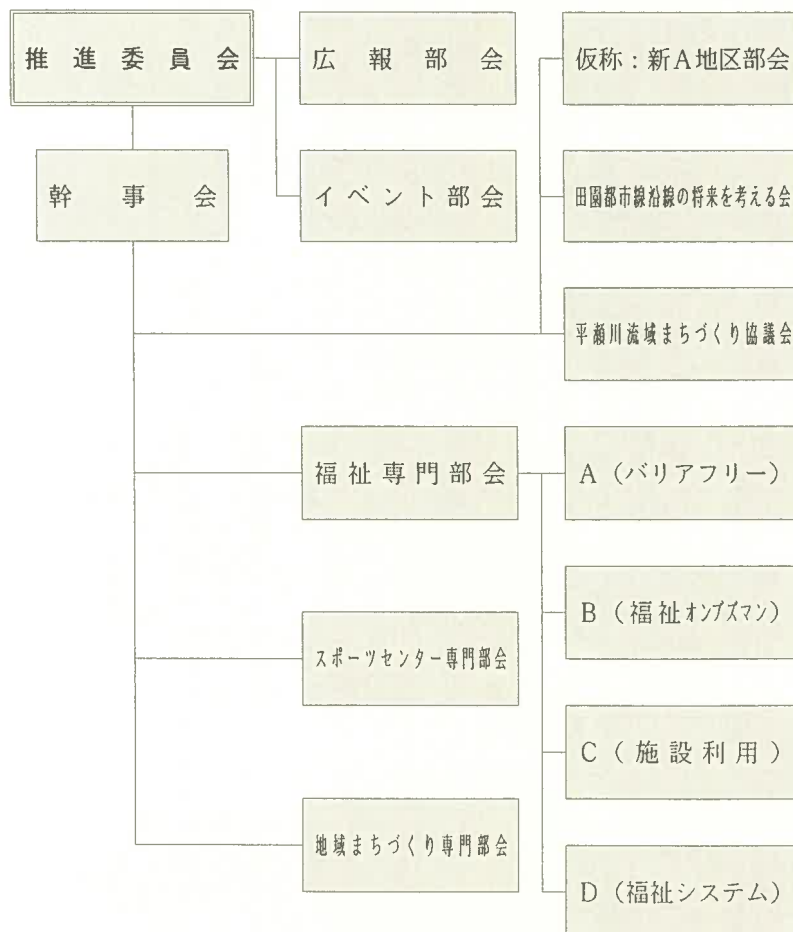 推進委員会
広報部会
仮称：新A地区部会
幹事会
イベント部会
田園都市線沿線の将来を考える会
平瀬川流域まちづくり協議会
福祉専門部会
A（バリアフリー）
B（福祉オンブズマン）
スポーツセンター専門部会
C（施設利用）
地域まちづくり専門部会
D（福祉システム）